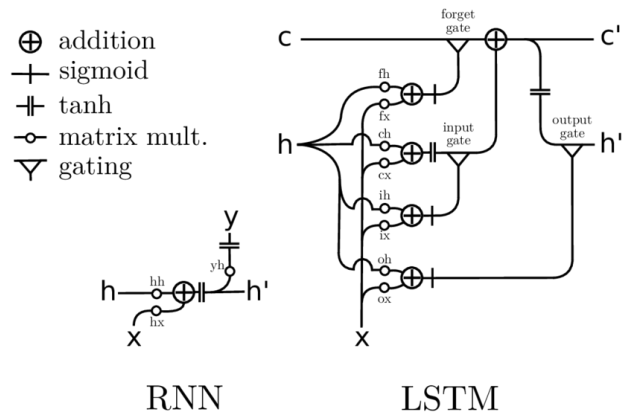 addition
sigmoid
tanh
matrix mult.
gating
y
yh
h
hh
h'
hx
x
RNN
c
forget
gate
c'
fh
fx
h
ch
input
gate
output
gate
h'
cx
ih
ix
oh
ox
x
LSTM